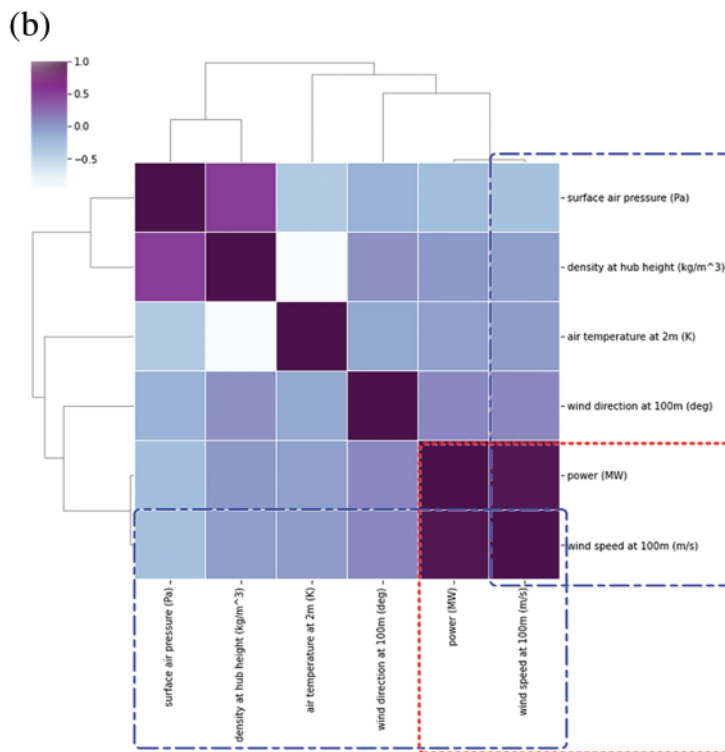 (b)
1.0
0.5
0.0
−0.5
surface air pressure (Pa)
density at hub height (kg/m^3)
air temperature at 2m (K)
wind direction at 100m (deg)
power (MW)
wind speed at 100m (m/s)
surface air pressure (Pa)
density at hub height (kg/m^3)
air temperature at 2m (K)
wind direction at 100m (deg)
power (MW)
wind speed at 100m (m/s)